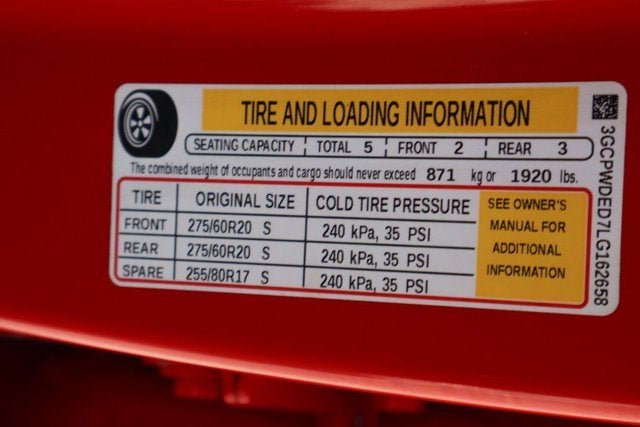 TIRE AND LOADING INFORMATION
SEATING CAPACITY TOTAL 5 FRONT 2 REAR 3
The combined weight of occupants and cargo should never exceed 871 kg or 1920 lbs.
TIRE ORIGINAL SIZE COLD TIRE PRESSURE
FRONT 275/60R20 S 240 kPa, 35 PSI
REAR 275/60R20 S 240 kPa, 35 PSI
SPARE 255/80R17 S 240 kPa, 35 PSI
SEE OWNER'S
MANUAL FOR
ADDITIONAL
INFORMATION
3GCPWDED7LG162658